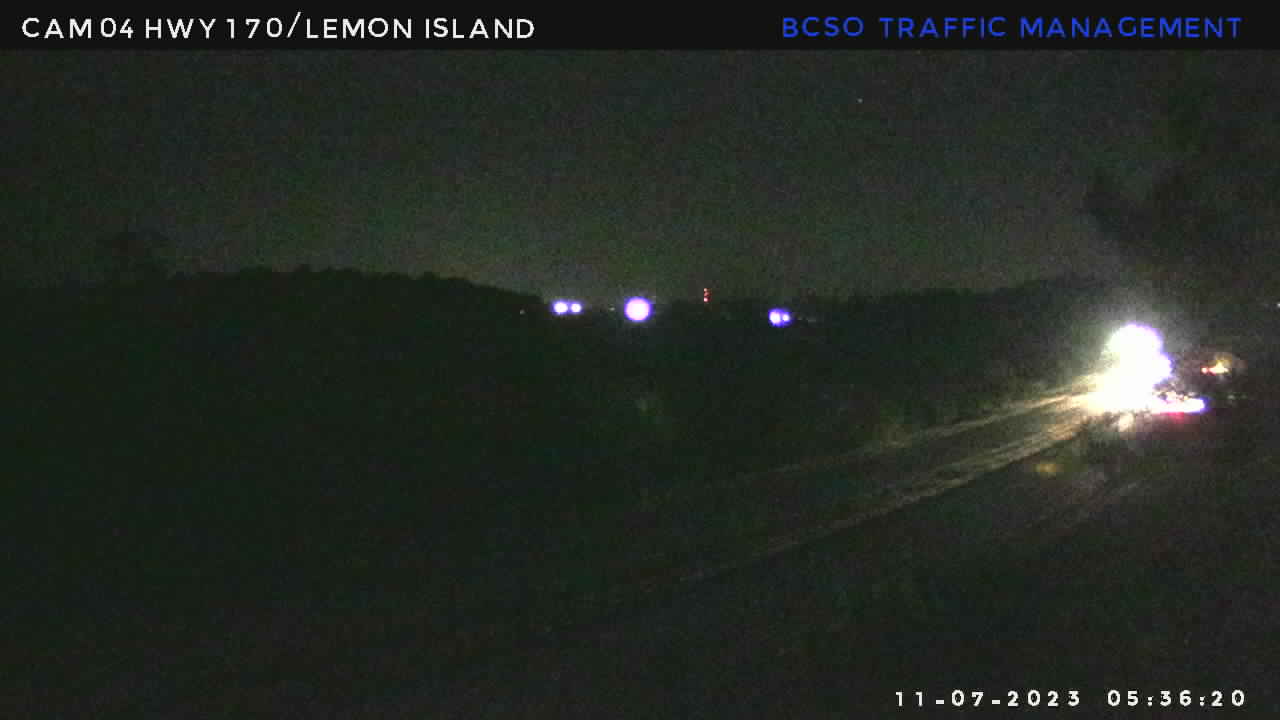 CAM04 HWY 170/LEMON ISLAND
BCSO TRAFFIC MANAGEMENT
11-07-2023 05:36:20